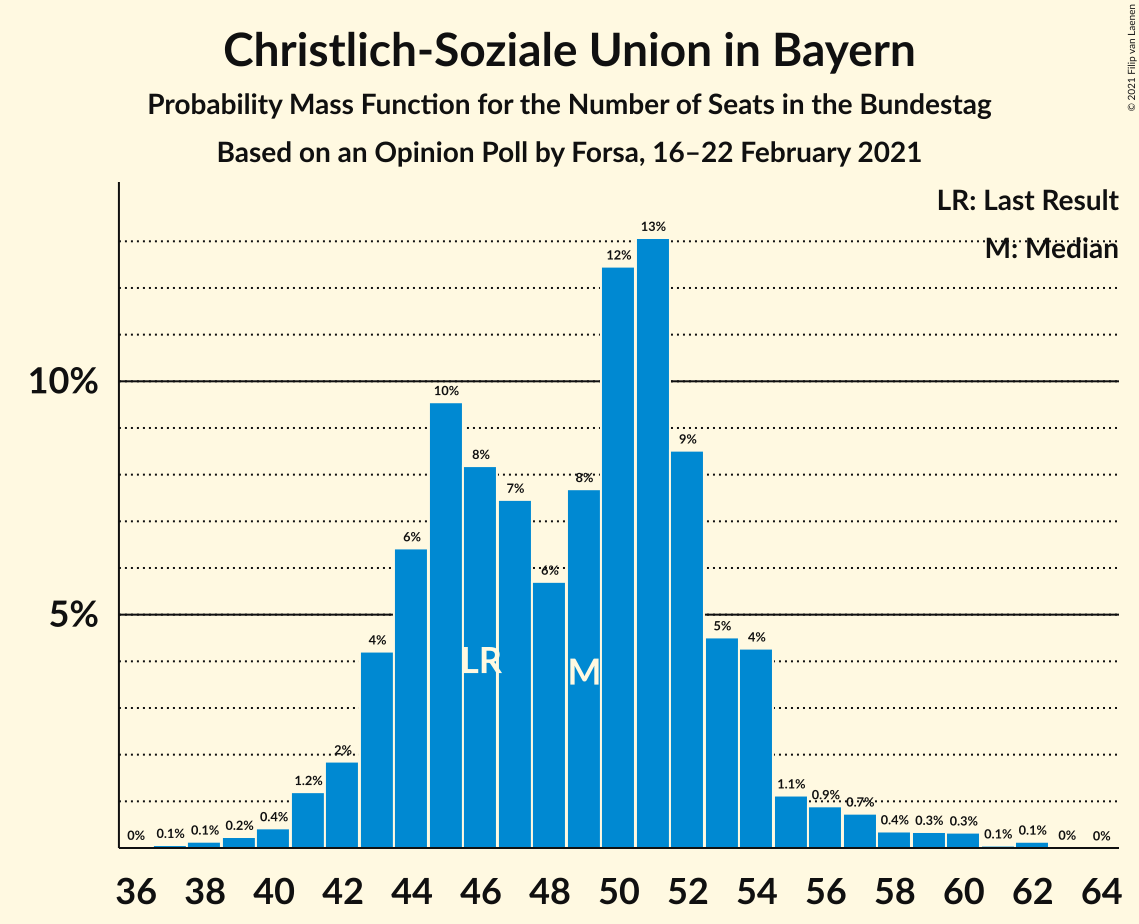 Christlich-Soziale Union in Bayern
Probability Mass Function for the Number of Seats in the Bundestag
Based on an Opinion Poll by Forsa, 16–22 February 2021
© 2021 Filip van Laenen
LR: Last Result
M: Median
10%
5%
0% 0.1% 0.1% 0.2% 0.4% 1.2% 2% 4% 6% 10% 8% 7% 6% 8% 12% 13% 9% 5% 4% 1.1% 0.9% 0.7% 0.4% 0.3% 0.3% 0.1% 0.1% 0% 0%
LR M
36 38 40 42 44 46 48 50 52 54 56 58 60 62 64